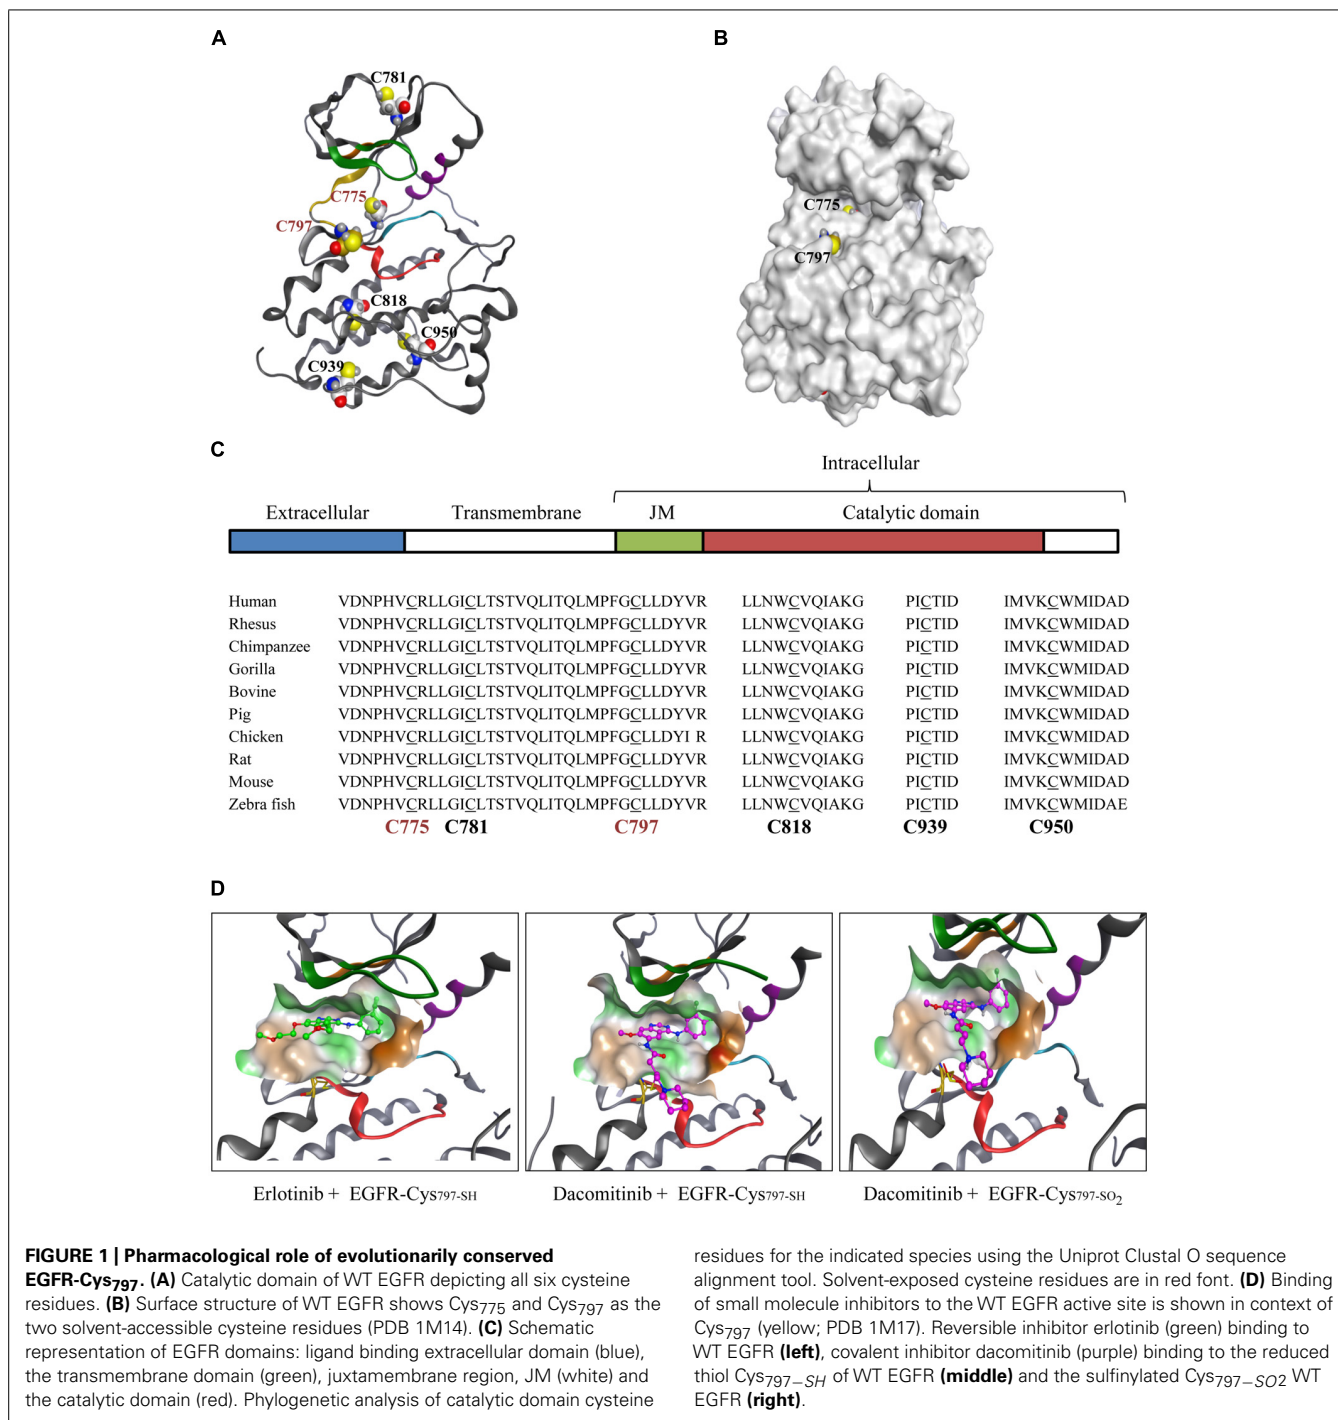 A
B
C781
C775
C797
C818
C950
C939
C775
C797
C
Intracellular
Extracellular Transmembrane JM Catalytic domain
Human VDNPHVCRLLGICLTSTVQLITQLMPFGCLLDYVR LLNWCVQIAKG PICTID IMVKCWMIDAD
Rhesus VDNPHVCRLLGICLTSTVQLITQLMPFGCLLDYVR LLNWCVQIAKG PICTID IMVKCWMIDAD
Chimpanzee VDNPHVCRLLGICLTSTVQLITQLMPFGCLLDYVR LLNWCVQIAKG PICTID IMVKCWMIDAD
Gorilla VDNPHVCRLLGICLTSTVQLITQLMPFGCLLDYVR LLNWCVQIAKG PICTID IMVKCWMIDAD
Bovine VDNPHVCRLLGICLTSTVQLITQLMPFGCLLDYVR LLNWCVQIAKG PICTID IMVKCWMIDAD
Pig VDNPHVCRLLGICLTSTVQLITQLMPFGCLLDYVR LLNWCVQIAKG PICTID IMVKCWMIDAD
Chicken VDNPHVCRLLGICLTSTVQLITQLMPFGCLLDYI R LLNWCVQIAKG PICTID IMVKCWMIDAD
Rat VDNPHVCRLLGICLTSTVQLITQLMPFGCLLDYVR LLNWCVQIAKG PICTID IMVKCWMIDAD
Mouse VDNPHVCRLLGICLTSTVQLITQLMPFGCLLDYVR LLNWCVQIAKG PICTID IMVKCWMIDAD
Zebra fish VDNPHVCRLLGICLTSTVQLITQLMPFGCLLDYVR LLNWCVQIAKG PICTID IMVKCWMIDAE
C775 C781 C797 C818 C939 C950
D
Erlotinib + EGFR-Cys797-SH
Dacomitinib + EGFR-Cys797-SH
Dacomitinib + EGFR-Cys797-SO2
FIGURE 1 | Pharmacological role of evolutionarily conserved
EGFR-Cys797. (A) Catalytic domain of WT EGFR depicting all six cysteine
residues. (B) Surface structure of WT EGFR shows Cys775 and Cys797 as the
two solvent-accessible cysteine residues (PDB 1M14). (C) Schematic
representation of EGFR domains: ligand binding extracellular domain (blue),
the transmembrane domain (green), juxtamembrane region, JM (white) and
the catalytic domain (red). Phylogenetic analysis of catalytic domain cysteine
residues for the indicated species using the Uniprot Clustal O sequence
alignment tool. Solvent-exposed cysteine residues are in red font. (D) Binding
of small molecule inhibitors to the WT EGFR active site is shown in context of
Cys797 (yellow; PDB 1M17). Reversible inhibitor erlotinib (green) binding to
WT EGFR (left), covalent inhibitor dacomitinib (purple) binding to the reduced
thiol Cys797−SH of WT EGFR (middle) and the sulfinylated Cys797−SO2 WT
EGFR (right).